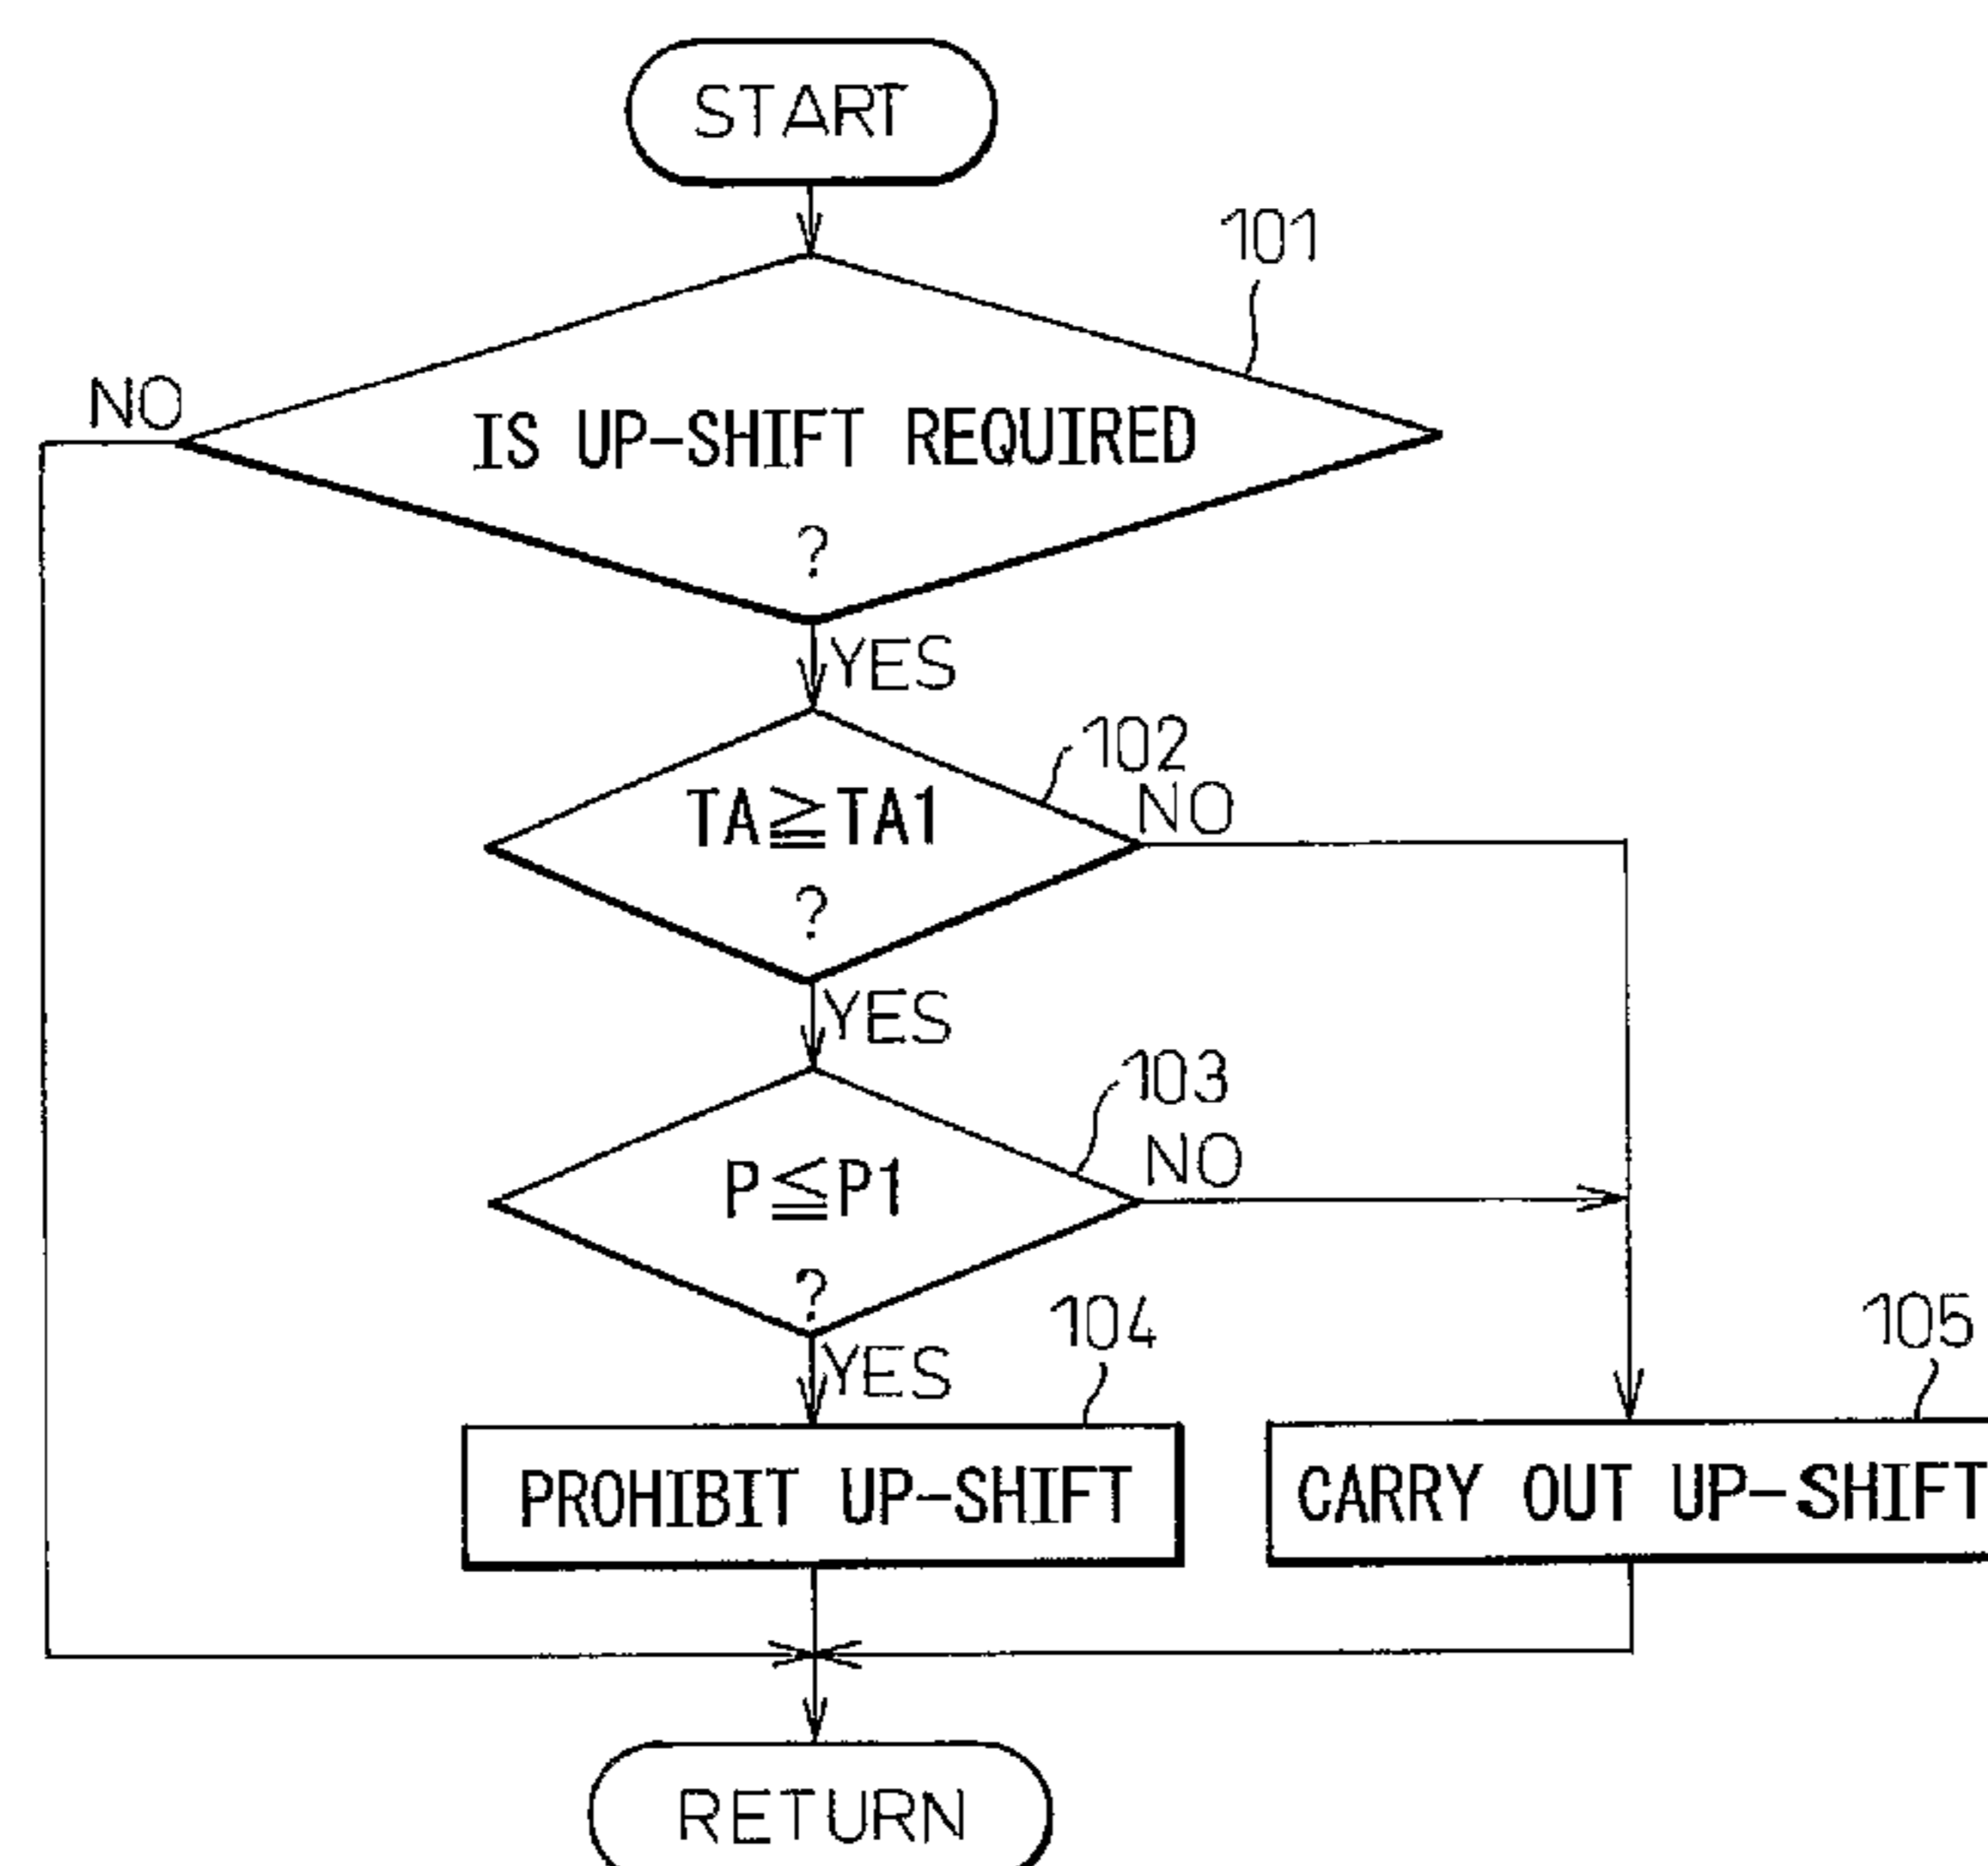 START
101
NO
IS UP-SHIFT REQUIRED
?
YES
102
TA≧TA1
NO
?
YES
103
P≦P1
NO
?
YES
104
105
PROHIBIT UP-SHIFT
CARRY OUT UP-SHIFT
RETURN